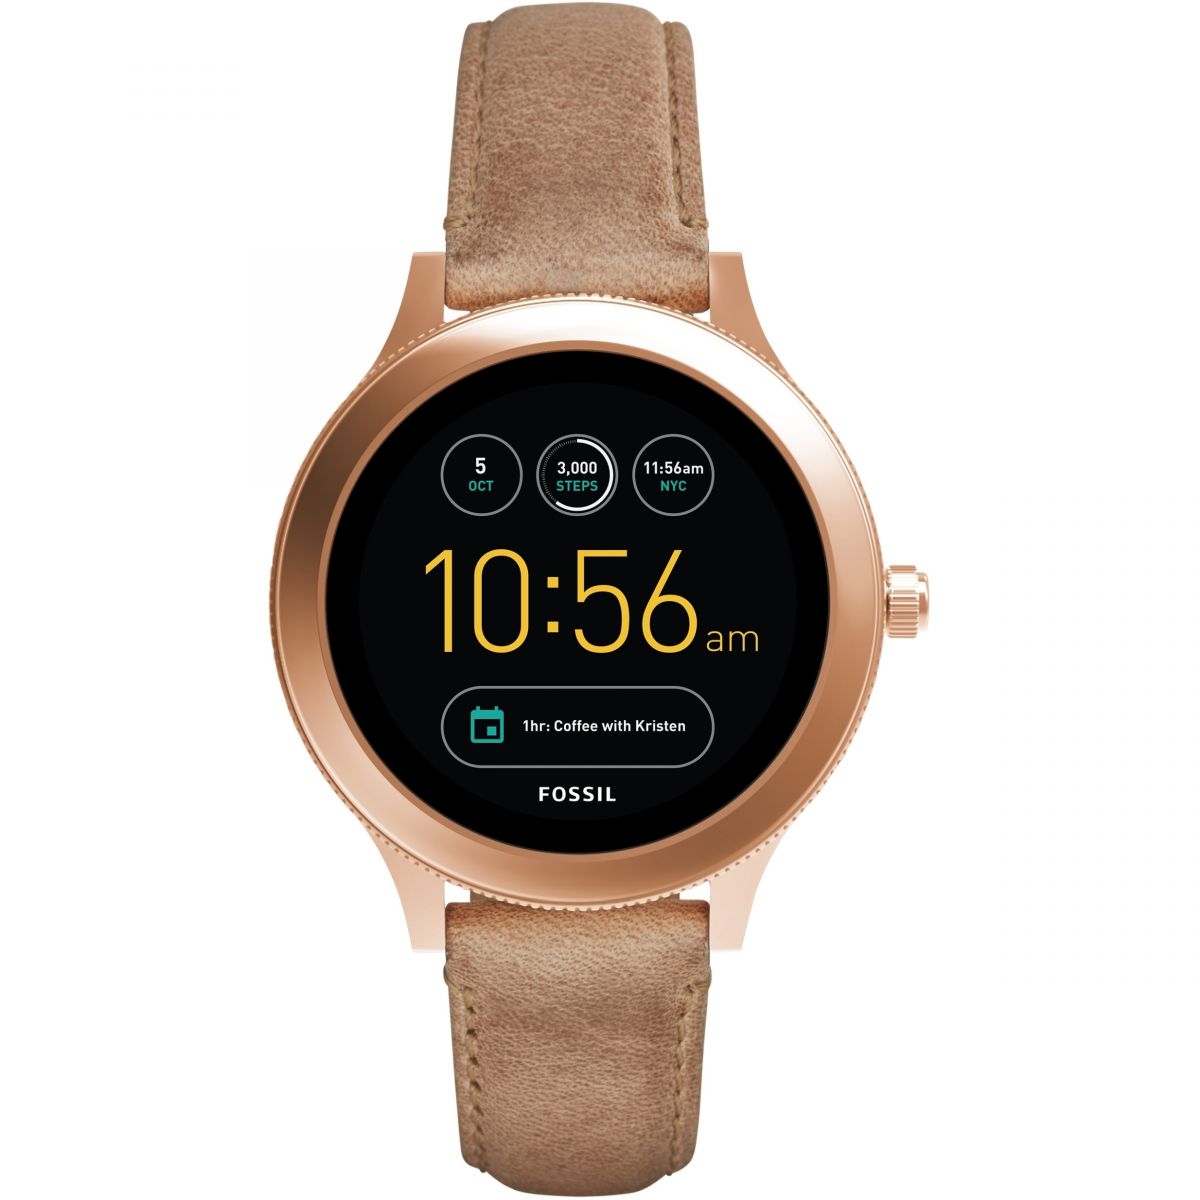 5
OCT
3,000
STEPS
11:56am
NYC
10:56am
1hr: Coffee with Kristen
FOSSIL